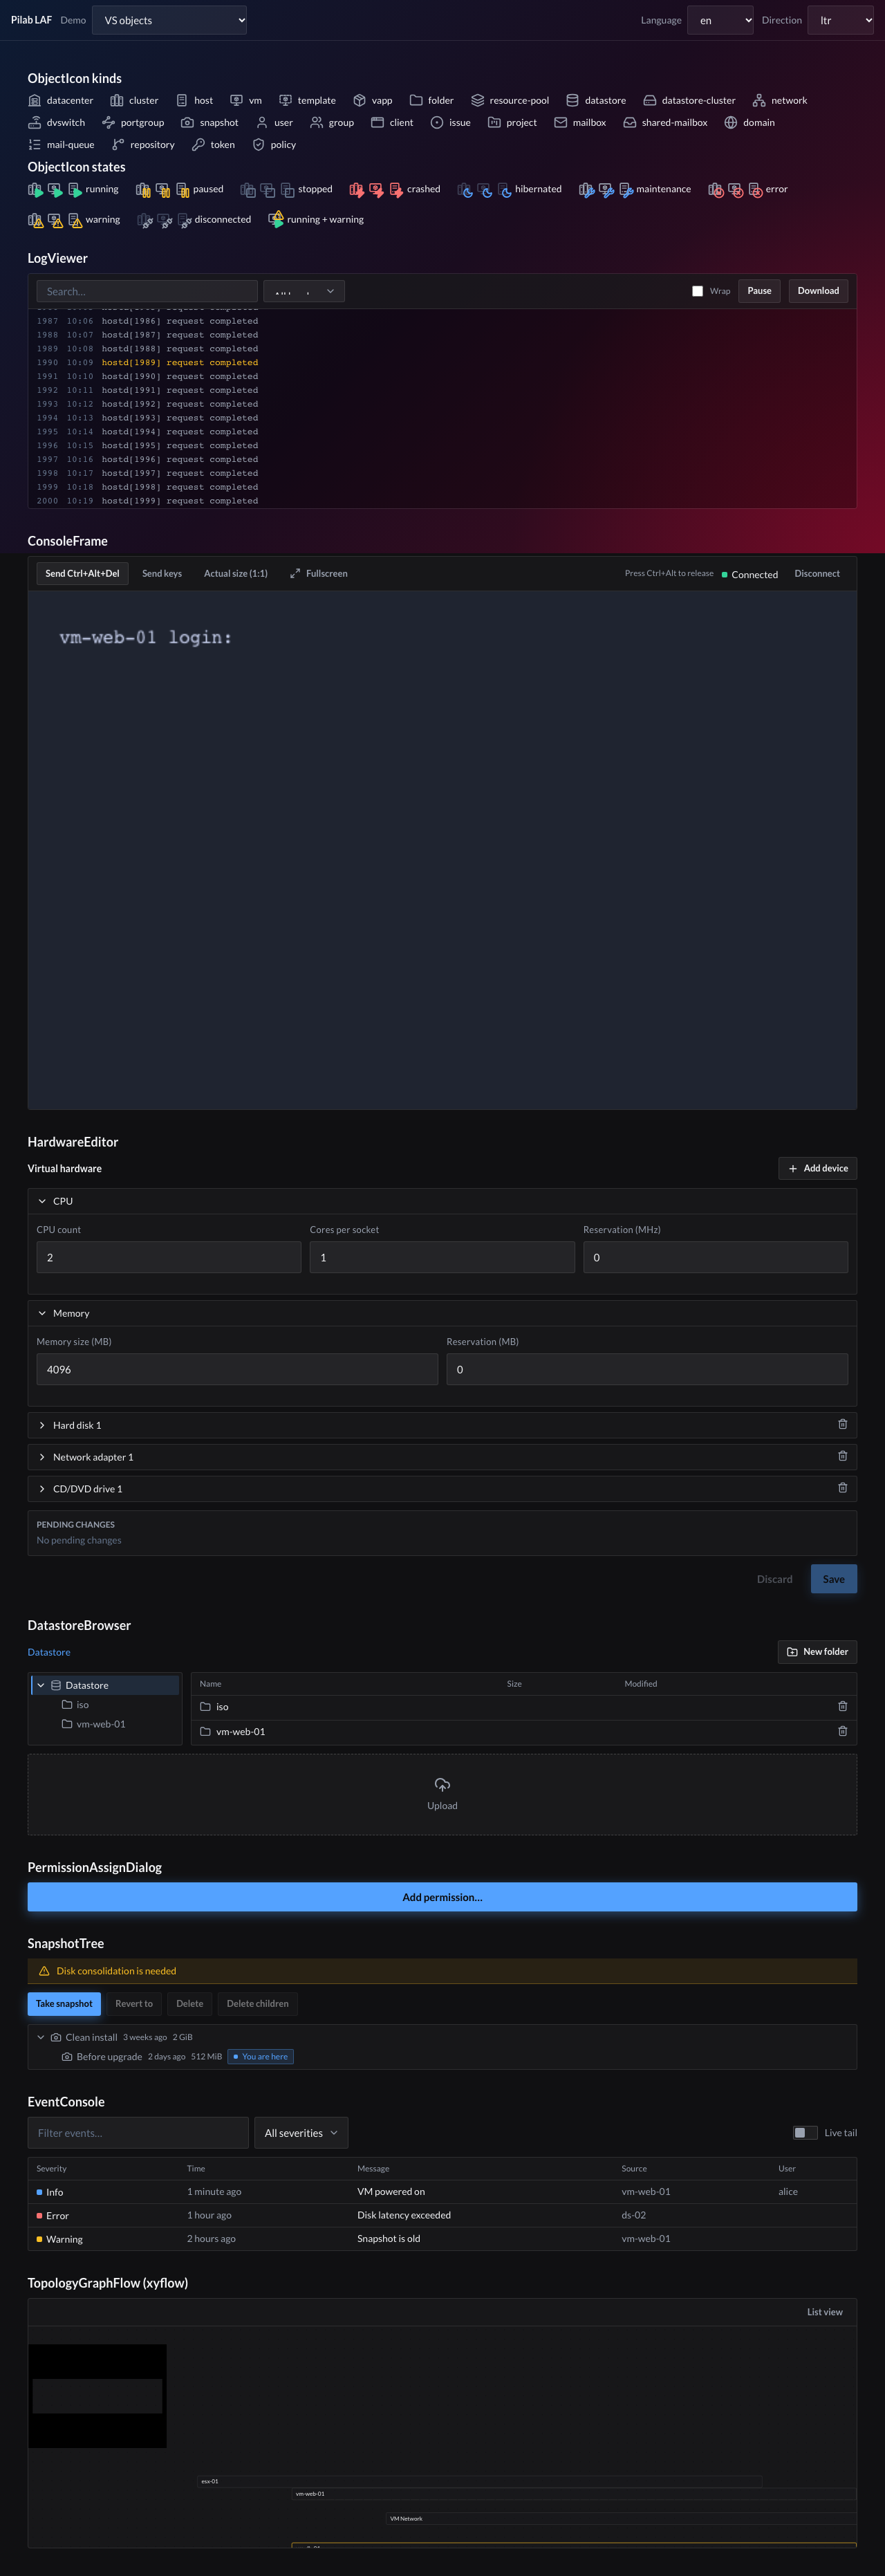 Pilab LAF Demo VS objects Language en Direction ltr
ObjectIcon kinds
datacenter cluster host vm template vapp folder resource-pool datastore datastore-cluster network
dvswitch portgroup snapshot user group client issue project mailbox shared-mailbox domain
mail-queue repository token policy
ObjectIcon states
running paused stopped crashed hibernated maintenance error
warning disconnected running + warning
LogViewer
Search... Wrap Pause Download
1987 10:06 hostd[1986] request completed
1988 10:07 hostd[1987] request completed
1989 10:08 hostd[1988] request completed
1990 10:09 hostd[1989] request completed
1991 10:10 hostd[1990] request completed
1992 10:11 hostd[1991] request completed
1993 10:12 hostd[1992] request completed
1994 10:13 hostd[1993] request completed
1995 10:14 hostd[1994] request completed
1996 10:15 hostd[1995] request completed
1997 10:16 hostd[1996] request completed
1998 10:17 hostd[1997] request completed
1999 10:18 hostd[1998] request completed
2000 10:19 hostd[1999] request completed
ConsoleFrame
Send Ctrl+Alt+Del Send keys Actual size (1:1) Fullscreen Press Ctrl+Alt to release Connected Disconnect
vm-web-01 login:
HardwareEditor
Virtual hardware Add device
CPU
CPU count Cores per socket Reservation (MHz)
2 1 0
Memory
Memory size (MB) Reservation (MB)
4096 0
Hard disk 1
Network adapter 1
CD/DVD drive 1
PENDING CHANGES
No pending changes
Discard Save
DatastoreBrowser
Datastore New folder
Datastore Name Size Modified
iso iso
vm-web-01 vm-web-01
Upload
PermissionAssignDialog
Add permission...
SnapshotTree
Disk consolidation is needed
Take snapshot Revert to Delete Delete children
Clean install 3 weeks ago 2 GiB
Before upgrade 2 days ago 512 MiB You are here
EventConsole
Filter events... All severities Live tail
Severity Time Message Source User
Info 1 minute ago VM powered on vm-web-01 alice
Error 1 hour ago Disk latency exceeded ds-02
Warning 2 hours ago Snapshot is old vm-web-01
TopologyGraphFlow (xyflow)
List view
esx-01
vm-web-01
VM Network